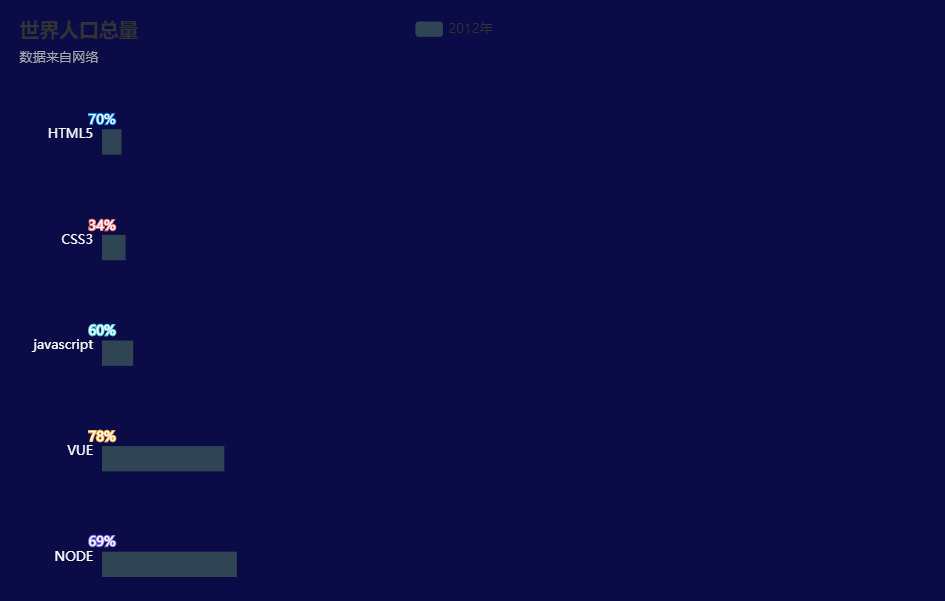 世界人口总量
2012年
数据来自网络
70%
HTML5
34%
CSS3
60%
javascript
78%
VUE
69%
NODE